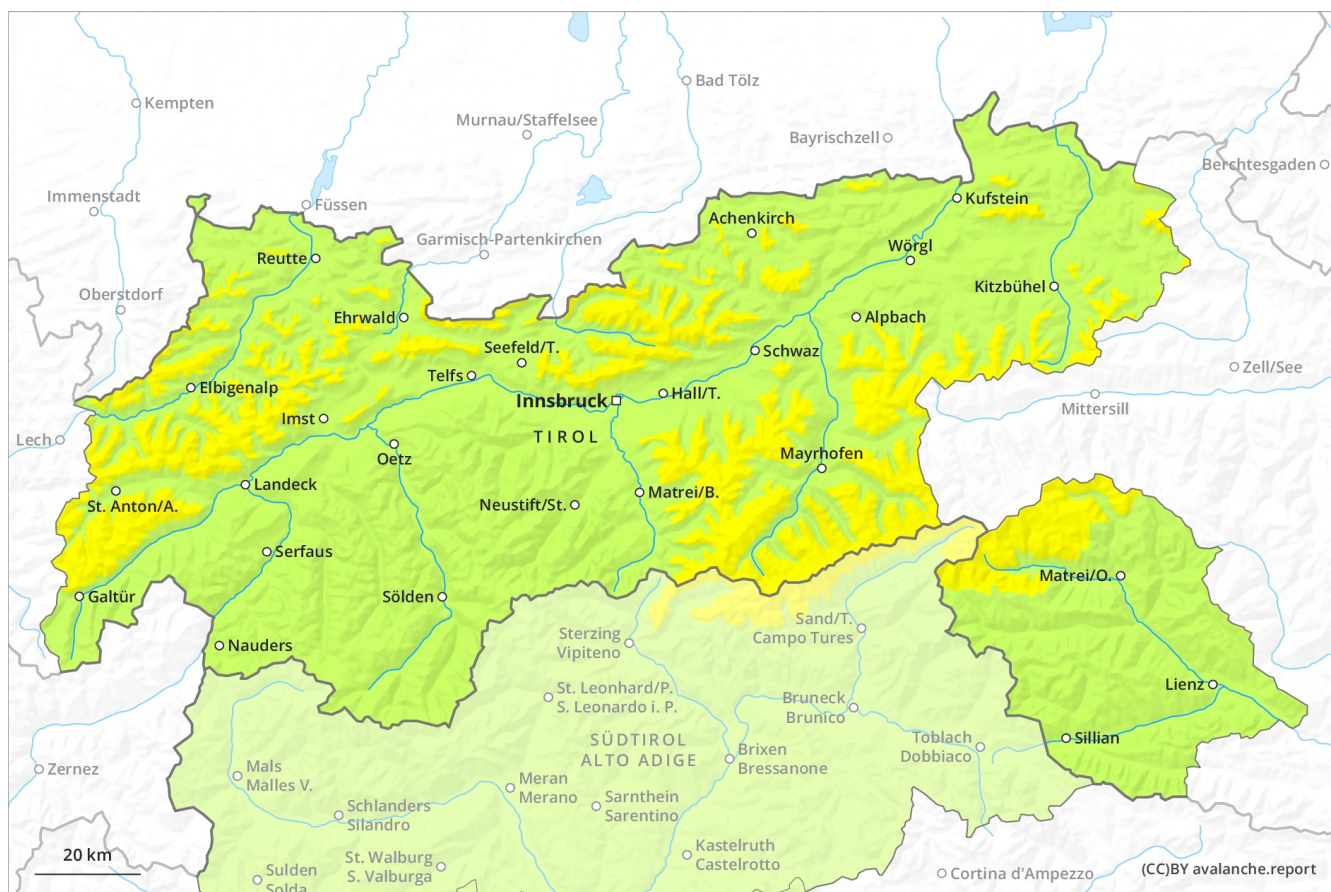 Kempten
Bad Tölz
Murnau/Staffelsee
Bayrischzell
Berchtesgaden
Immenstadt
Füssen
Kufstein
Achenkirch
Garmisch-Partenkirchen
Wörgl
Reutte
Oberstdorf
Kitzbühel
Ehrwald
Alpbach
Seefeld/T.
Schwaz
Telfs
Zell/See
Elbigenalp
Innsbruck
Hall/T.
Mittersill
Imst
Lech
TIROL
Oetz
Mayrhofen
Landeck
Matrei/B.
St. Anton/A.
Neustift/St.
Serfaus
Matrei/O.
Galtür
Sölden
Sand/T.
Campo Tures
Sterzing
Vipiteno
Nauders
Lienz
St. Leonhard/P.
S. Leonardo i. P.
Bruneck
Brunico
SÜDTIROL
ALTO ADIGE
Toblach
Dobbiaco
Sillian
Brixen
Bressanone
Zernez
Mals
Malles V.
Meran
Merano
Schlanders
Silandro
Sarnthein
Sarentino
20 km
St. Walburg
S. Valburga
Kastelruth
Castelrotto
Sulden
Solda
Cortina d'Ampezzo
(CC)BY avalanche.report